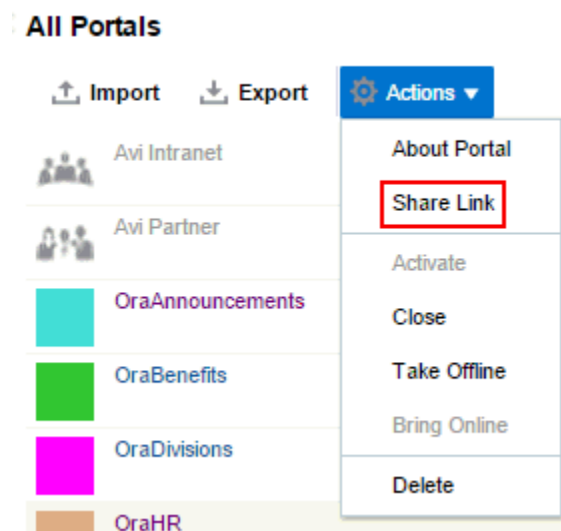 All Portals
Import Export Actions
Avi Intranet
Avi Partner
OraAnnouncements
OraBenefits
OraDivisions
OraHR
About Portal
Share Link
Activate
Close
Take Offline
Bring Online
Delete